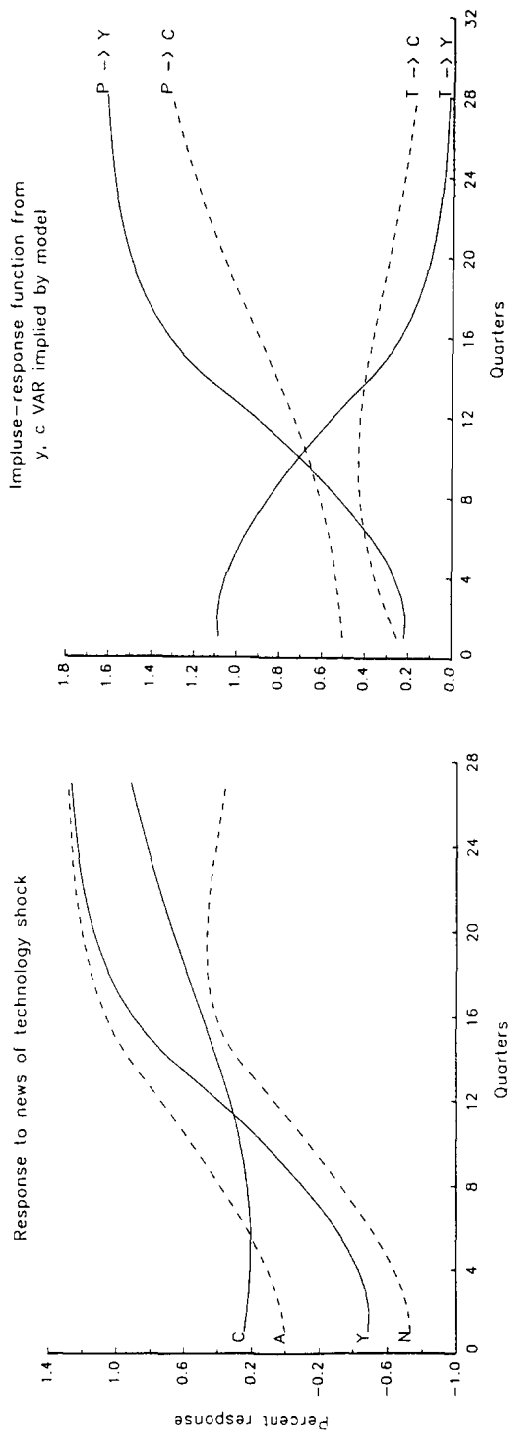 Response to news of technology shock
Percent response
1.4
1.0
0.6
0.2
−0.2
−0.6
−1.0
C
A
Y
N
0 4 8 12 16 20 24 28
Quarters
Impluse−response function from
y, c VAR implied by model
1.8
1.6
1.4
1.2
1.0
0.8
0.6
0.4
0.2
0.0
P −> Y
P −> C
T −> C
T −> Y
0 4 8 12 16 20 24 28 32
Quarters